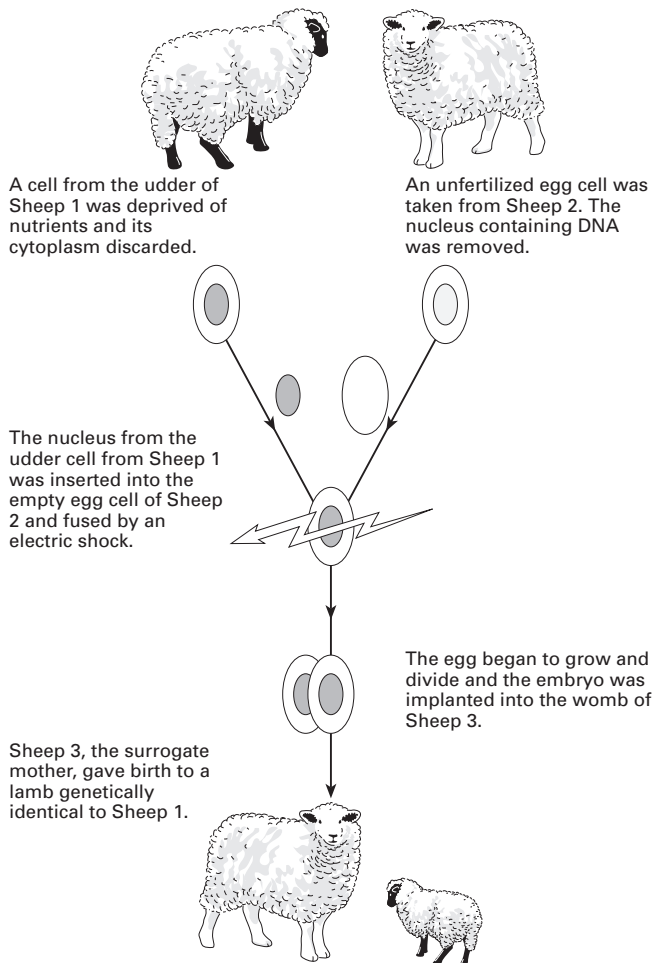 A cell from the udder of
Sheep 1 was deprived of
nutrients and its
cytoplasm discarded.
An unfertilized egg cell was
taken from Sheep 2. The
nucleus containing DNA
was removed.
The nucleus from the
udder cell from Sheep 1
was inserted into the
empty egg cell of Sheep
2 and fused by an
electric shock.
The egg began to grow and
divide and the embryo was
implanted into the womb of
Sheep 3.
Sheep 3, the surrogate
mother, gave birth to a
lamb genetically
identical to Sheep 1.